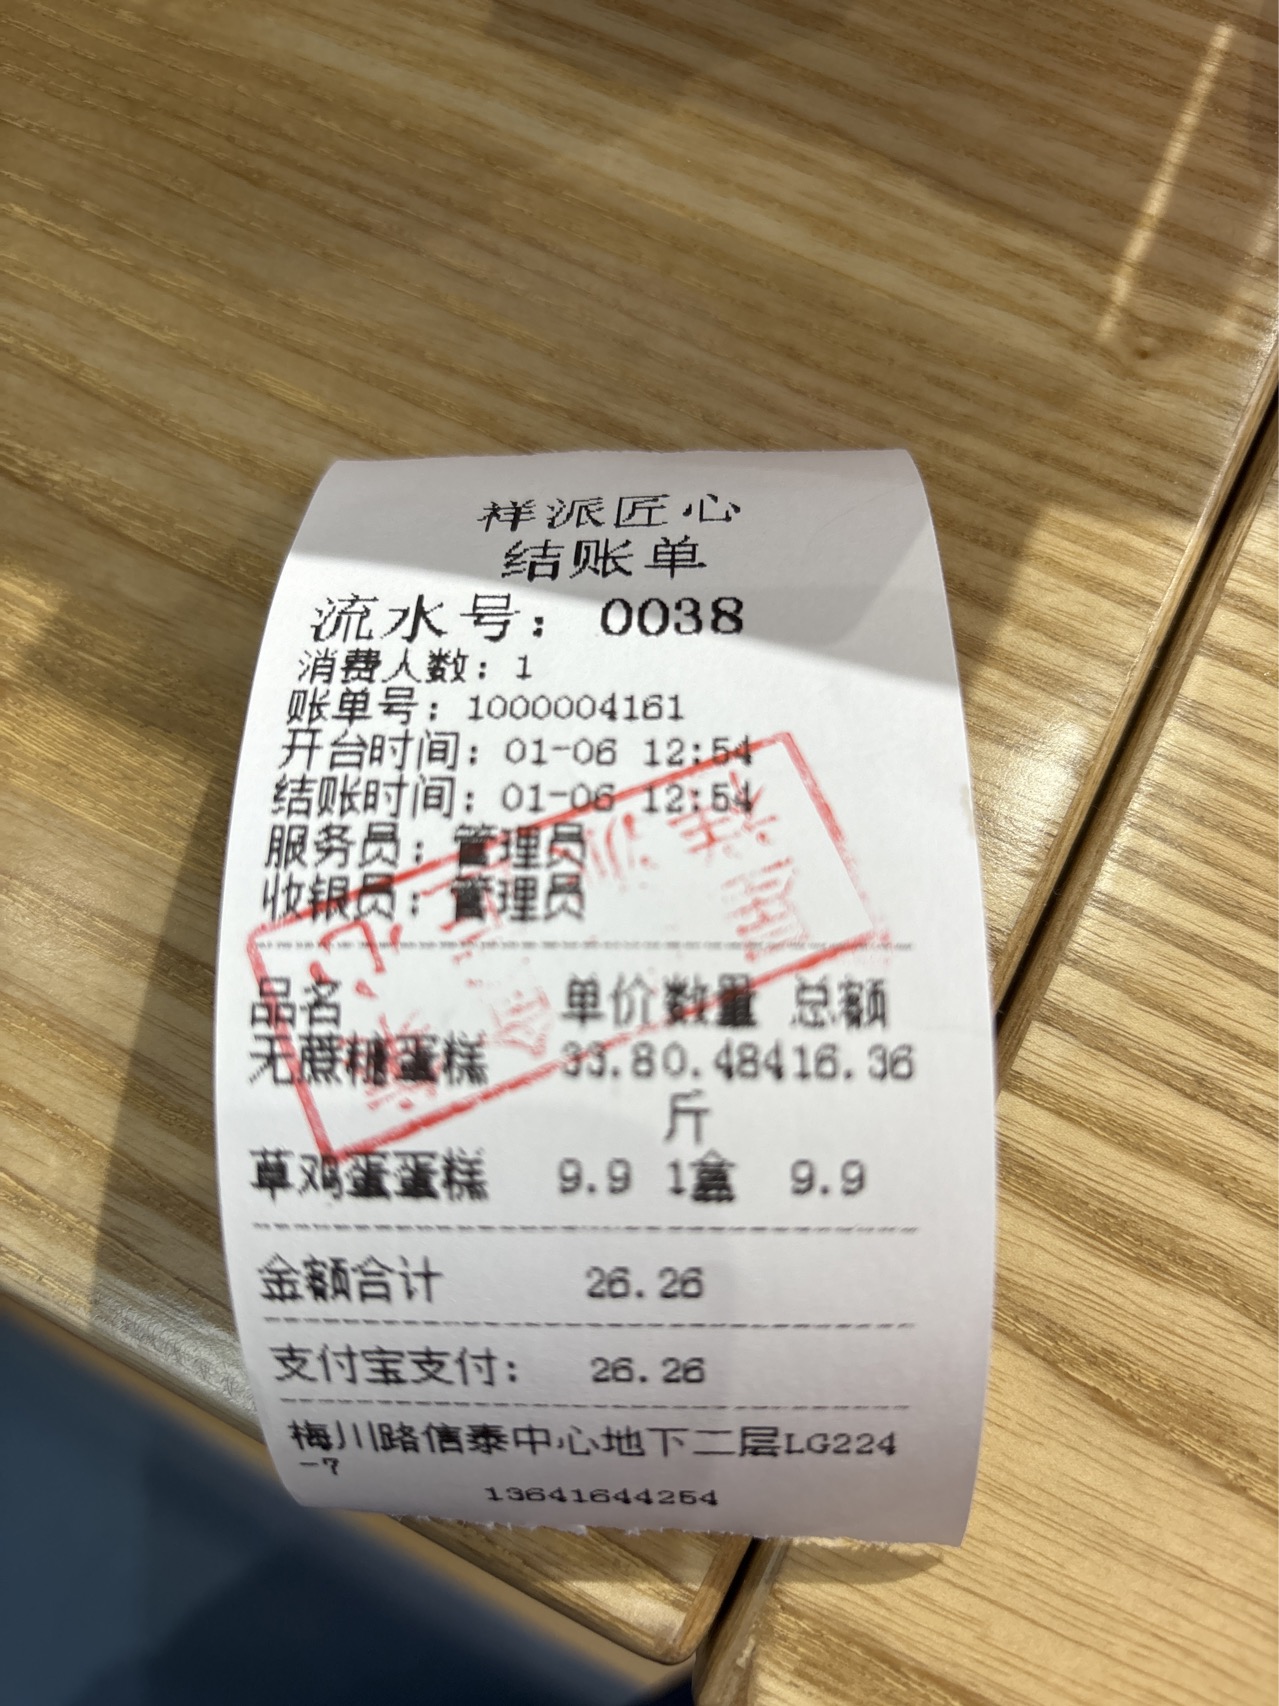 祥派匠心
结账单
流水号：0038
消费人数：1
账单号：1000004161
开台时间：01-06 12:54
结账时间：01-06 12:54
服务员：管理员
收银员：管理员
品名 单价 数量 总额
无蔗糖蛋糕 33.8 0.484 16.36
斤
草鸡蛋蛋糕 9.9 1盒 9.9
金额合计 26.26
支付宝支付： 26.26
梅川路信泰中心地下二层LG224
-7
13641644254